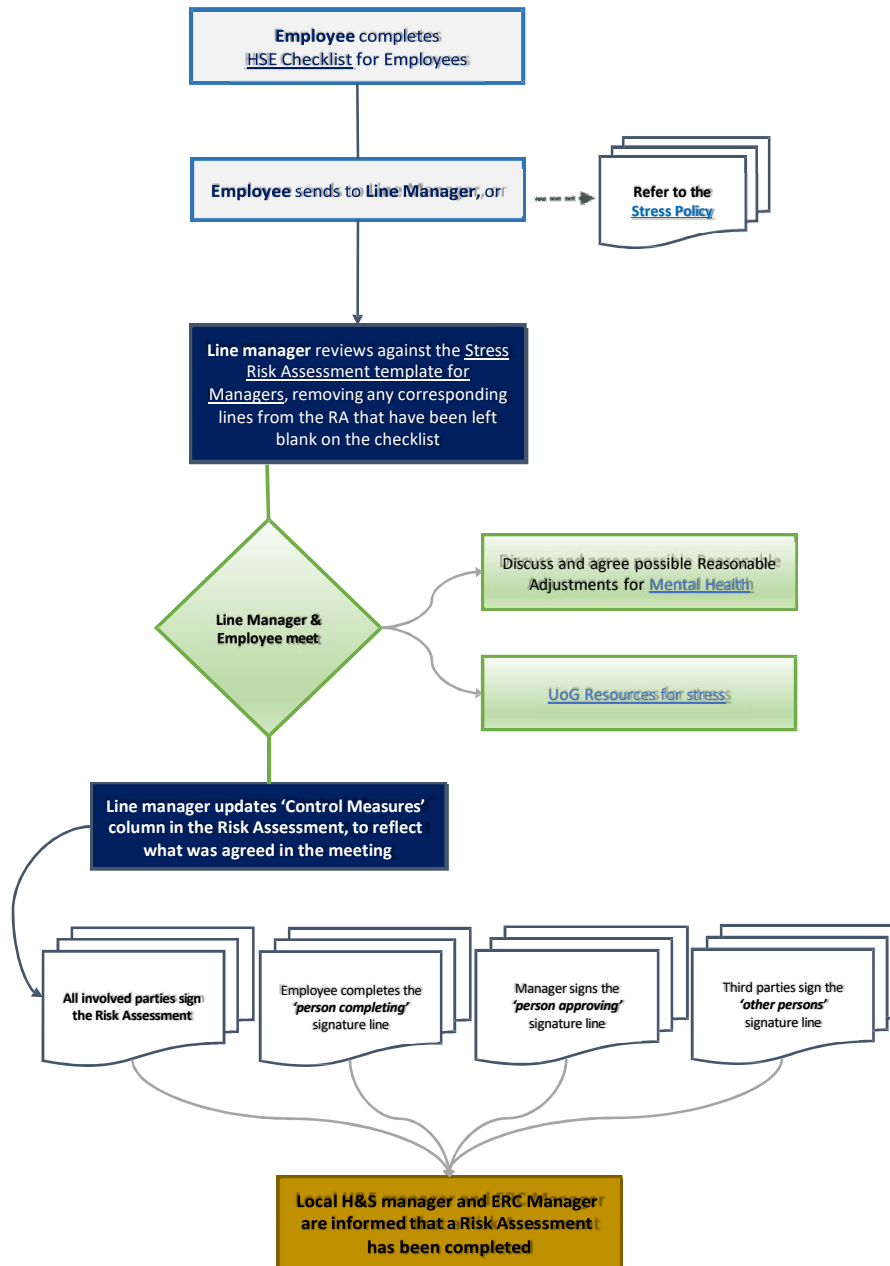 Employee completes
HSE Checklist for Employees
Employee sends to Line Manager, or
Refer to the
Stress Policy
Line manager reviews against the Stress
Risk Assessment template for
Managers, removing any corresponding
lines from the RA that have been left
blank on the checklist
Line Manager &
Employee meet
Discuss and agree possible Reasonable
Adjustments for Mental Health
UoG Resources for stress
Line manager updates ‘Control Measures’
column in the Risk Assessment, to reflect
what was agreed in the meeting
All involved parties sign
the Risk Assessment
Employee completes the
‘person completing’
signature line
Manager signs the
‘person approving’
signature line
Third parties sign the
‘other persons’
signature line
Local H&S manager and ERC Manager
are informed that a Risk Assessment
has been completed